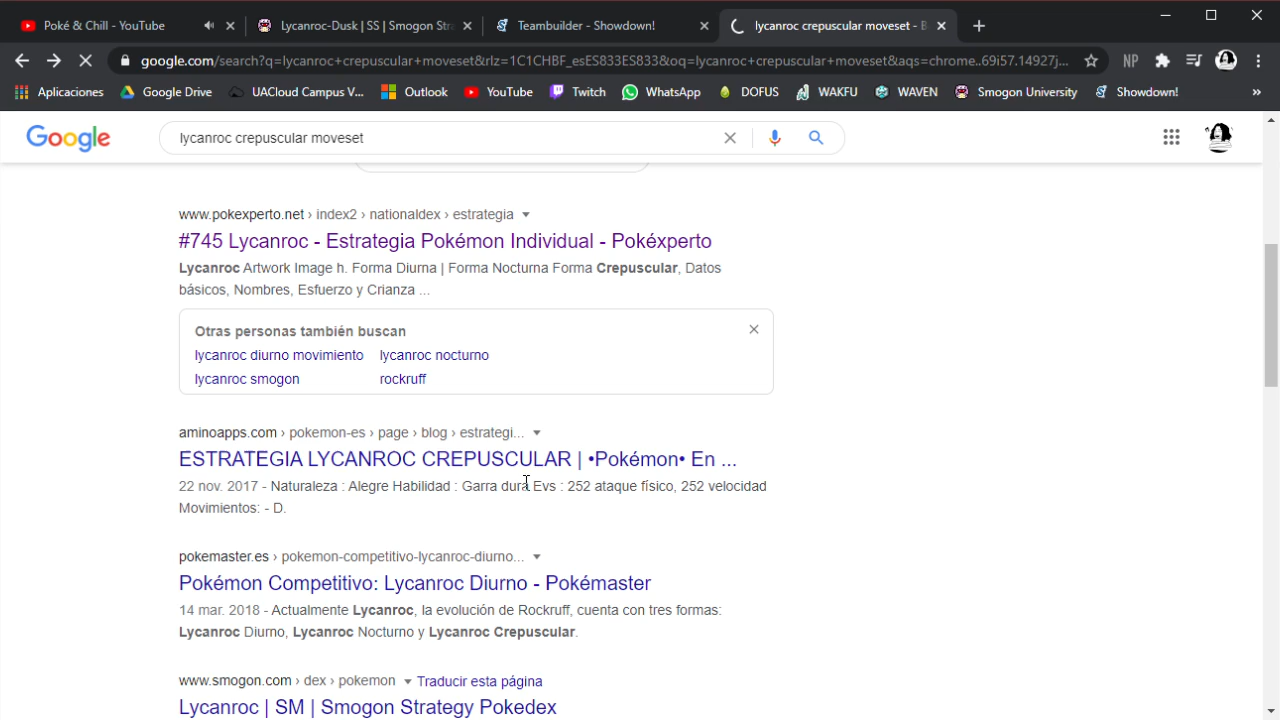 Poké & Chill - YouTube
Lycanroc-Dusk | SS | Smogon Str
Teambuilder - Showdown!
lycanroc crepuscular moveset - B
google.com/search?q=lycanroc+crepuscular+moveset&rlz=1C1CHBF_esES833ES833&oq=lycanroc+crepuscular+moveset&aqs=chrome..69i57.14927j...
NP
Aplicaciones
Google Drive
UACloud Campus V...
Outlook
YouTube
Twitch
WhatsApp
DOFUS
WAKFU
WAVEN
Smogon University
Showdown!
»
Google
lycanroc crepuscular moveset
www.pokexperto.net › index2 › nationaldex › estrategia
#745 Lycanroc - Estrategia Pokémon Individual - Pokéxperto
Lycanroc Artwork Image h. Forma Diurna | Forma Nocturna Forma Crepuscular, Datos
básicos, Nombres, Esfuerzo y Crianza ...
Otras personas también buscan
lycanroc diurno movimiento lycanroc nocturno
lycanroc smogon rockruff
aminoapps.com › pokemon-es › page › blog › estrategi...
ESTRATEGIA LYCANROC CREPUSCULAR | •Pokémon• En ...
22 nov. 2017 - Naturaleza : Alegre Habilidad : Garra dura Evs : 252 ataque físico, 252 velocidad
Movimientos: - D.
pokemaster.es › pokemon-competitivo-lycanroc-diurno...
Pokémon Competitivo: Lycanroc Diurno - Pokémaster
14 mar. 2018 - Actualmente Lycanroc, la evolución de Rockruff, cuenta con tres formas:
Lycanroc Diurno, Lycanroc Nocturno y Lycanroc Crepuscular.
www.smogon.com › dex › pokemon Traducir esta página
Lycanroc | SM | Smogon Strategy Pokedex